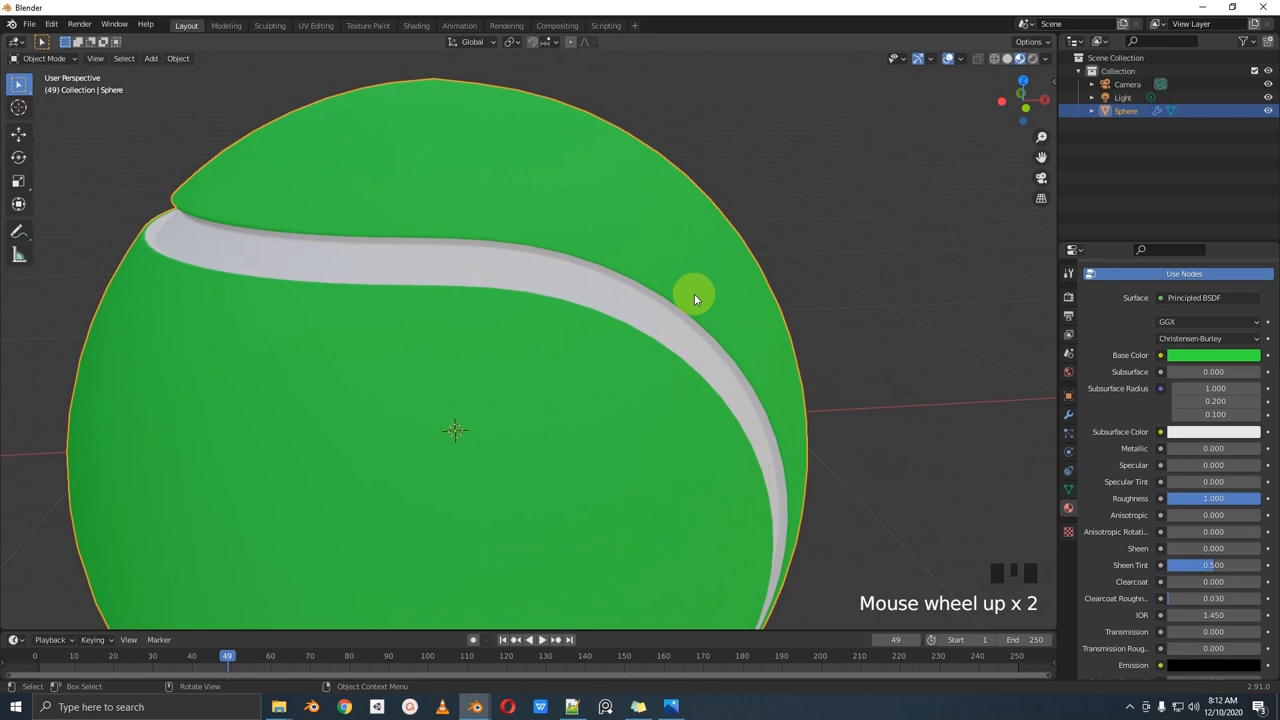 Blender
File Edit Render Window Help Layout Modeling Sculpting UV Editing Texture Paint Shading Animation Rendering Compositing Scripting + Scene View Layer
Global Options
Object Mode View Select Add Object
User Perspective
(49) Collection | Sphere
Z
X
Scene Collection
Collection
Camera
Light
Sphere
Use Nodes
Surface Principled BSDF
GGX
Christensen-Burley
Base Color
Subsurface 0.000
Subsurface Radius 1.000
0.200
0.100
Subsurface Color
Metallic 0.000
Specular 0.000
Specular Tint 0.000
Roughness 1.000
Anisotropic 0.000
Anisotropic Rotati... 0.000
Sheen 0.000
Sheen Tint 0.500
Clearcoat 0.000
Clearcoat Roughn... 0.030
IOR 1.450
Transmission 0.000
Transmission Roug... 0.000
Emission
Mouse wheel up x 2
Playback Keying View Marker 49 Start 1 End 250
0 10 20 30 40 49 60 70 80 90 100 110 120 130 140 150 160 170 180 190 200 210 220 230 240 250
Select Box Select Rotate View Object Context Menu 2.91.0
Type here to search
8:12 AM
12/10/2020